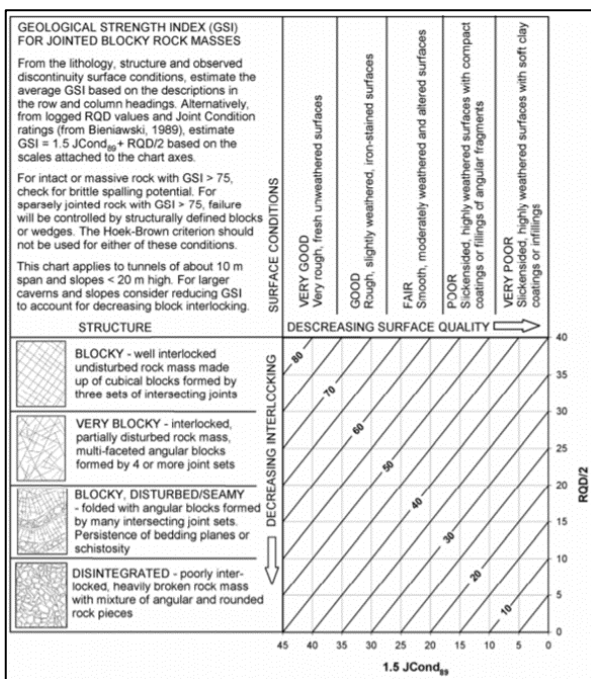 GEOLOGICAL STRENGTH INDEX (GSI)
FOR JOINTED BLOCKY ROCK MASSES
From the lithology, structure and observed
discontinuity surface conditions, estimate the
average GSI based on the descriptions in
the row and column headings. Alternatively,
from logged RQD values and Joint Condition
ratings (from Bieniawski, 1989), estimate
GSI = 1.5 JCond89 + RQD/2 based on the
scales attached to the chart axes.
For intact or massive rock with GSI > 75,
check for brittle spalling potential. For
sparsely jointed rock with GSI > 75, failure
will be controlled by structurally defined blocks
or wedges. The Hoek-Brown criterion should
not be used for either of these conditions.
This chart applies to tunnels of about 10 m
span and slopes < 20 m high. For larger
caverns and slopes consider reducing GSI
to account for decreasing block interlocking.
SURFACE CONDITIONS
VERY GOOD
Very rough, fresh unweathered surfaces
GOOD
Rough, slightly weathered, iron-stained surfaces
FAIR
Smooth, moderately weathered and altered surfaces
POOR
Slickensided, highly weathered surfaces with compact
coatings or fillings of angular fragments
VERY POOR
Slickensided, highly weathered surfaces with soft clay
coatings or infillings
STRUCTURE
DESCREASING SURFACE QUALITY
BLOCKY - well interlocked
undisturbed rock mass made
up of cubical blocks formed by
three sets of intersecting joints
VERY BLOCKY - interlocked,
partially disturbed rock mass,
multi-faceted angular blocks
formed by 4 or more joint sets
BLOCKY, DISTURBED/SEAMY
- folded with angular blocks formed
by many intersecting joint sets.
Persistence of bedding planes or
schistosity
DISINTEGRATED - poorly inter-
locked, heavily broken rock mass
with mixture of angular and rounded
rock pieces
DECREASING INTERLOCKING
80
70
60
50
40
30
20
10
40
35
30
25
20
15
10
5
0
RQD/2
45 40 35 30 25 20 15 10 5 0
1.5 JCond89